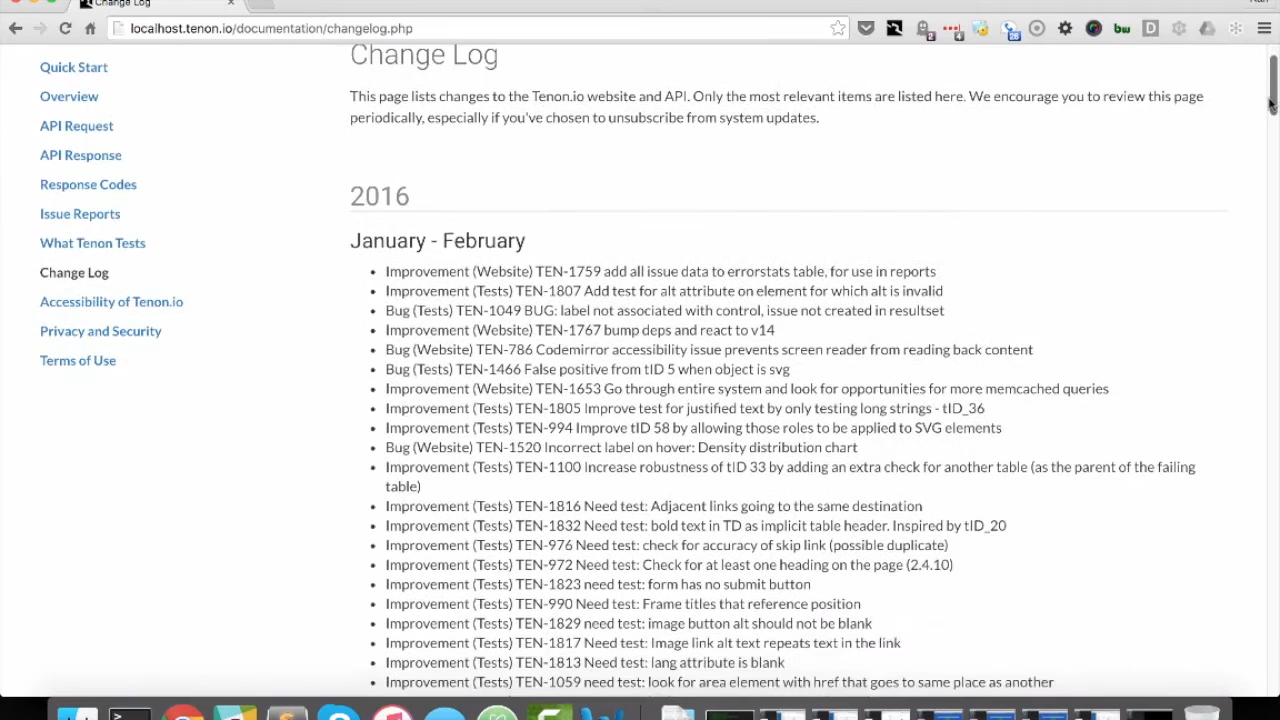 Change Log
localhost.tenon.io/documentation/changelog.php
2
4
26
bw
D
Quick Start
Overview
API Request
API Response
Response Codes
Issue Reports
What Tenon Tests
Change Log
Accessibility of Tenon.io
Privacy and Security
Terms of Use
Change Log
This page lists changes to the Tenon.io website and API. Only the most relevant items are listed here. We encourage you to review this page
periodically, especially if you've chosen to unsubscribe from system updates.
2016
January - February
• Improvement (Website) TEN-1759 add all issue data to errorstats table, for use in reports
• Improvement (Tests) TEN-1807 Add test for alt attribute on element for which alt is invalid
• Bug (Tests) TEN-1049 BUG: label not associated with control, issue not created in resultset
• Improvement (Website) TEN-1767 bump deps and react to v14
• Bug (Website) TEN-786 Codemirror accessibility issue prevents screen reader from reading back content
• Bug (Tests) TEN-1466 False positive from tID 5 when object is svg
• Improvement (Website) TEN-1653 Go through entire system and look for opportunities for more memcached queries
• Improvement (Tests) TEN-1805 Improve test for justified text by only testing long strings - tID_36
• Improvement (Tests) TEN-994 Improve tID 58 by allowing those roles to be applied to SVG elements
• Bug (Website) TEN-1520 Incorrect label on hover: Density distribution chart
• Improvement (Tests) TEN-1100 Increase robustness of tID 33 by adding an extra check for another table (as the parent of the failing
table)
• Improvement (Tests) TEN-1816 Need test: Adjacent links going to the same destination
• Improvement (Tests) TEN-1832 Need test: bold text in TD as implicit table header. Inspired by tID_20
• Improvement (Tests) TEN-976 Need test: check for accuracy of skip link (possible duplicate)
• Improvement (Tests) TEN-972 Need test: Check for at least one heading on the page (2.4.10)
• Improvement (Tests) TEN-1823 need test: form has no submit button
• Improvement (Tests) TEN-990 Need test: Frame titles that reference position
• Improvement (Tests) TEN-1829 need test: image button alt should not be blank
• Improvement (Tests) TEN-1817 Need test: Image link alt text repeats text in the link
• Improvement (Tests) TEN-1813 Need test: lang attribute is blank
• Improvement (Tests) TEN-1059 need test: look for area element with href that goes to same place as another